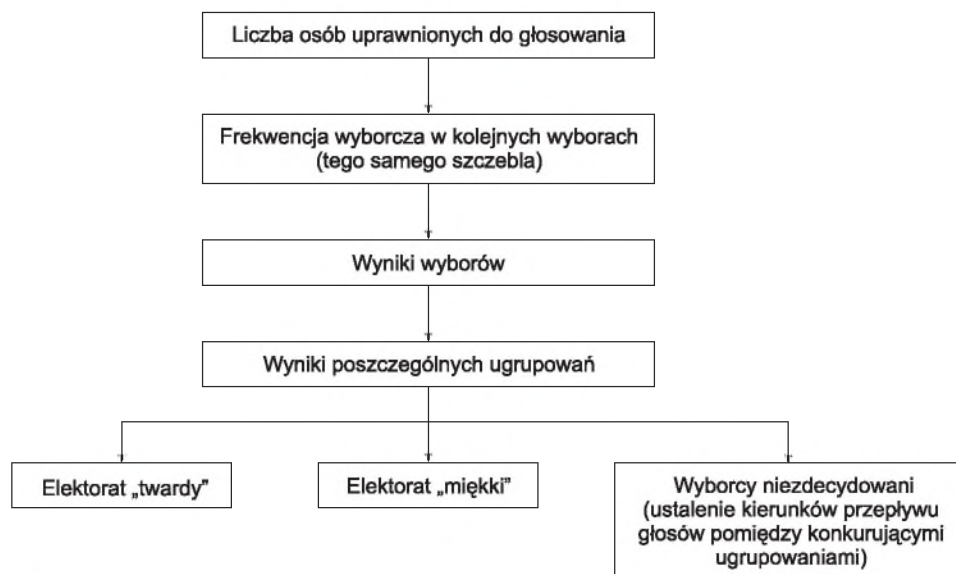 Liczba osób uprawnionych do głosowania
Frekwencja wyborcza w kolejnych wyborach
(tego samego szczebla)
Wyniki wyborów
Wyniki poszczególnych ugrupowań
Elektorat „twardy”
Elektorat „miękki”
Wyborcy niezdecydowani
(ustalenie kierunków przepływu
głosów pomiędzy konkurującymi
ugrupowaniami)